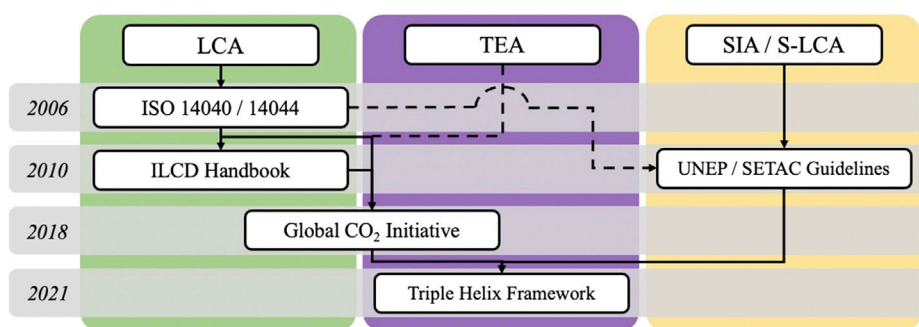 LCA
TEA
SIA / S-LCA
2006
ISO 14040 / 14044
2010
ILCD Handbook
UNEP / SETAC Guidelines
2018
Global CO₂ Initiative
2021
Triple Helix Framework